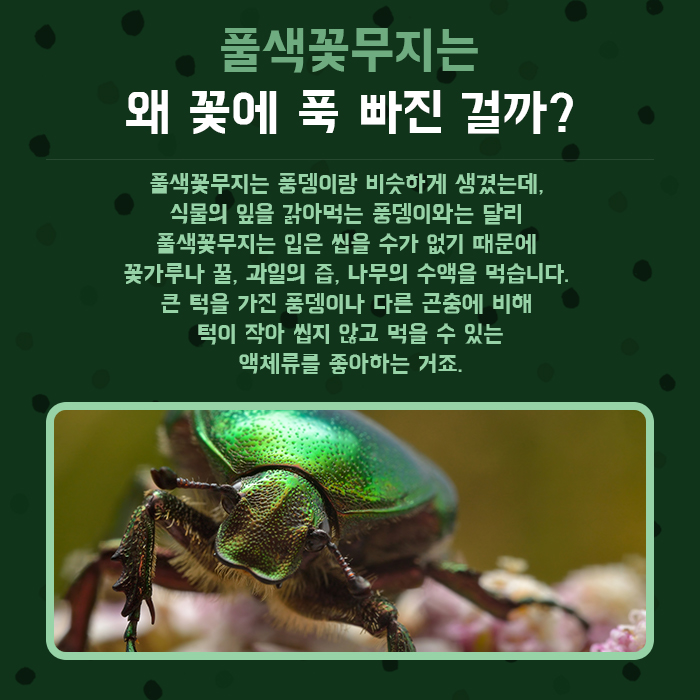 풀색꽃무지는
왜 꽃에 푹 빠진 걸까?
풀색꽃무지는 풍뎅이랑 비슷하게 생겼는데,
식물의 잎을 갉아먹는 풍뎅이와는 달리
풀색꽃무지는 입은 씹을 수가 없기 때문에
꽃가루나 꿀, 과일의 즙, 나무의 수액을 먹습니다.
큰 턱을 가진 풍뎅이나 다른 곤충에 비해
턱이 작아 씹지 않고 먹을 수 있는
액체류를 좋아하는 거죠.